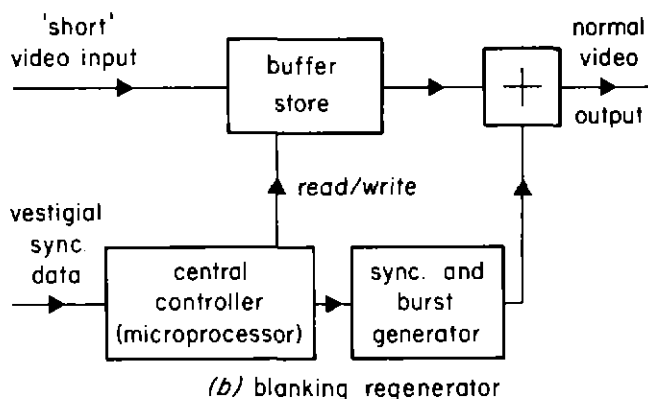 'short'
video input
buffer
store
+
normal
video
output
read/write
vestigial
sync.
data
central
controller
(microprocessor)
sync. and
burst
generator
(b) blanking regenerator